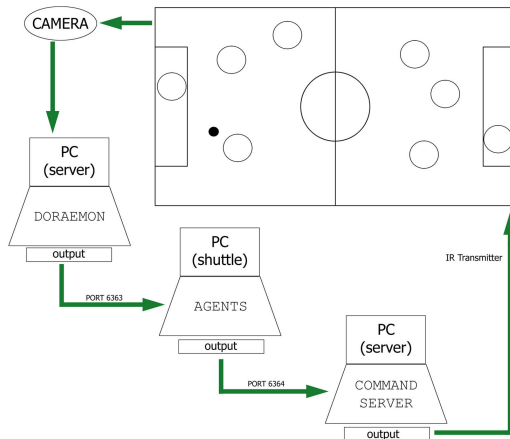 CAMERA
PC
(server)
DORAEMON
output
PORT 6363
PC
(shuttle)
AGENTS
output
PORT 6364
PC
(server)
COMMAND
SERVER
output
IR Transmitter